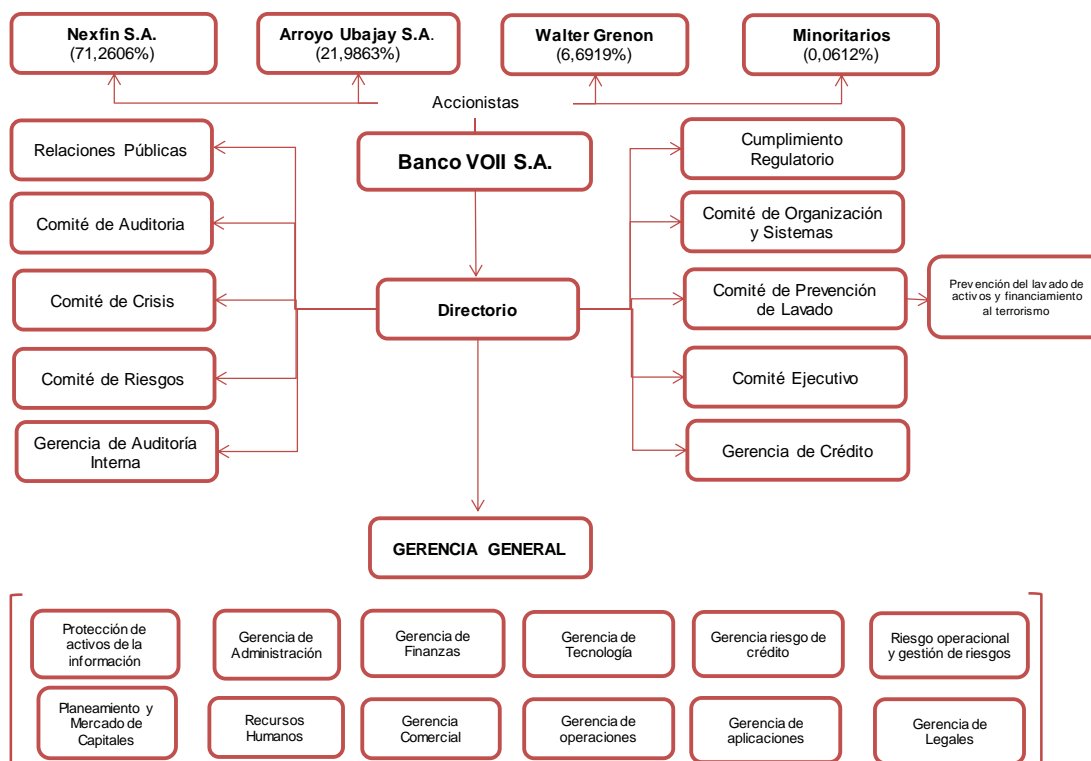 Nexfin S.A.
(71,2606%)
Arroyo Ubajay S.A.
(21,9863%)
Walter Grenon
(6,6919%)
Minoritarios
(0,0612%)
Accionistas
Banco VOII S.A.
Relaciones Públicas
Comité de Auditoria
Comité de Crisis
Comité de Riesgos
Gerencia de Auditoría
Interna
Directorio
Cumplimiento
Regulatorio
Comité de Organización
y Sistemas
Comité de Prevención
de Lavado
Prevención del lavado de
activos y financiamiento
al terrorismo
Comité Ejecutivo
Gerencia de Crédito
GERENCIA GENERAL
Protección de
activos de la
información
Gerencia de
Administración
Gerencia de
Finanzas
Gerencia de
Tecnología
Gerencia riesgo de
crédito
Riesgo operacional
y gestión de riesgos
Planeamiento y
Mercado de
Capitales
Recursos
Humanos
Gerencia
Comercial
Gerencia de
operaciones
Gerencia de
aplicaciones
Gerencia de
Legales